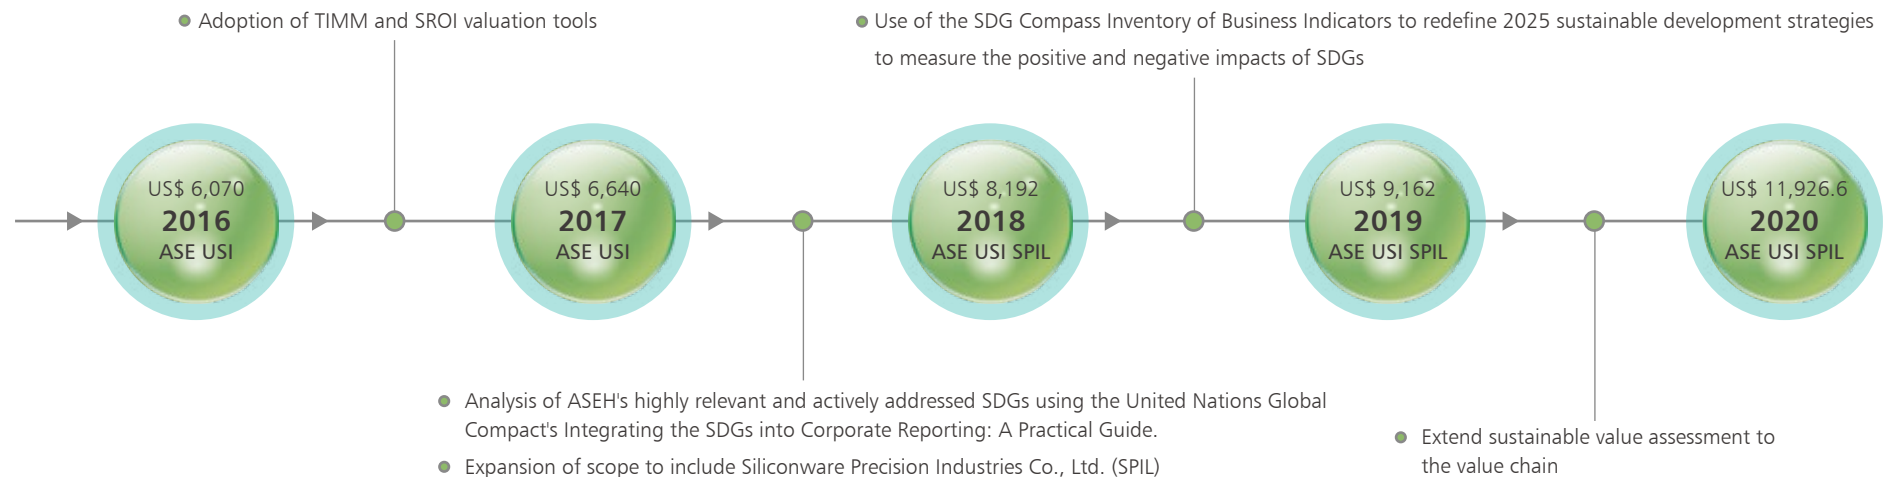 Adoption of TIMM and SROI valuation tools
Use of the SDG Compass Inventory of Business Indicators to redefine 2025 sustainable development strategies
to measure the positive and negative impacts of SDGs
US$ 6,070
2016
ASE USI
US$ 6,640
2017
ASE USI
US$ 8,192
2018
ASE USI SPIL
US$ 9,162
2019
ASE USI SPIL
US$ 11,926.6
2020
ASE USI SPIL
Analysis of ASEH's highly relevant and actively addressed SDGs using the United Nations Global
Compact's Integrating the SDGs into Corporate Reporting: A Practical Guide.
Expansion of scope to include Siliconware Precision Industries Co., Ltd. (SPIL)
Extend sustainable value assessment to
the value chain